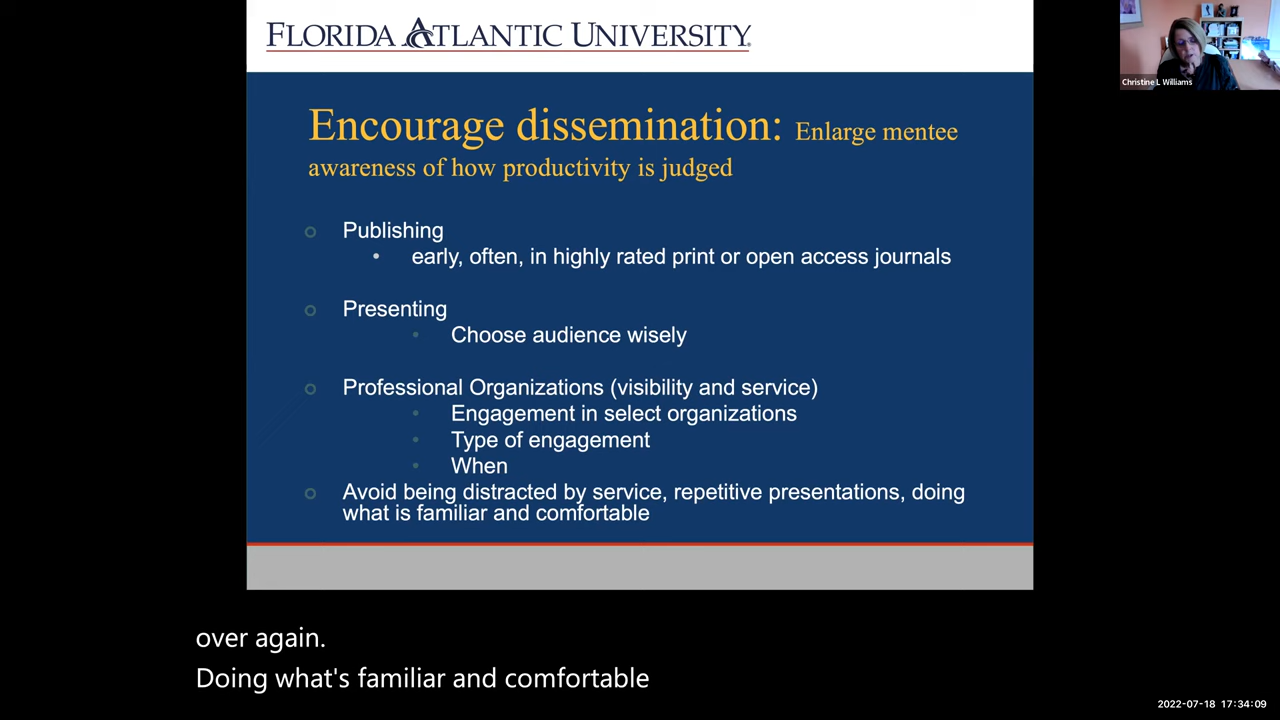 FLORIDA ATLANTIC UNIVERSITY
Christine L Williams
Encourage dissemination: Enlarge mentee
awareness of how productivity is judged
Publishing
early, often, in highly rated print or open access journals
Presenting
Choose audience wisely
Professional Organizations (visibility and service)
Engagement in select organizations
Type of engagement
When
Avoid being distracted by service, repetitive presentations, doing
what is familiar and comfortable
over again.
Doing what's familiar and comfortable
2022-07-18 17:34:09